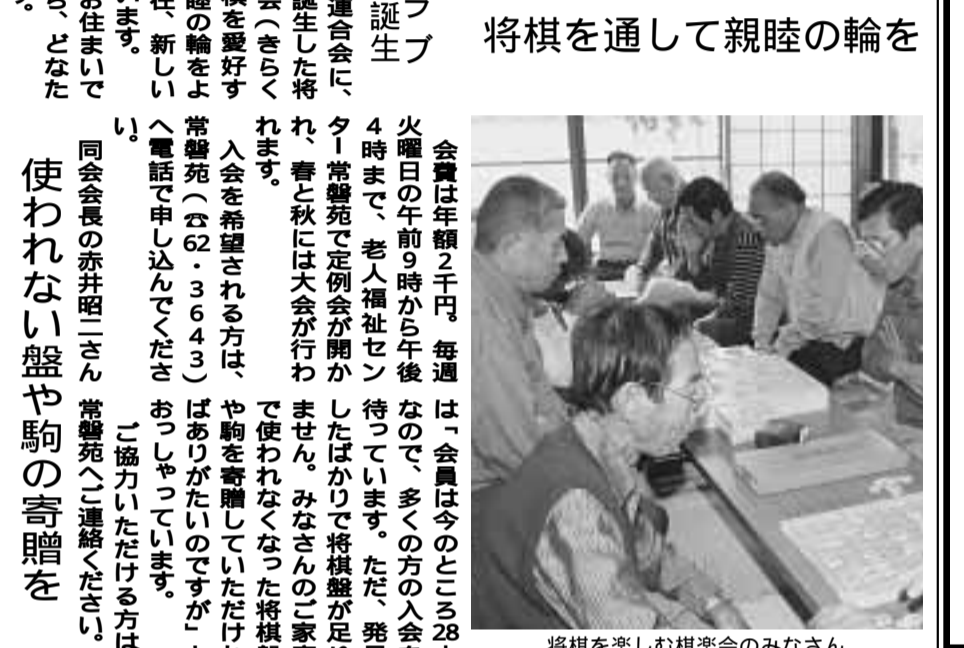 将棋を通して親睦の輪を
ブ
誕生
連合会に、
誕生した将
会（きらく
棋を愛好す
睦の輪をよ
在、新しい
います。
お住まいで
ら、どなた
。
会費は年額２千円。毎週
火曜日の午前９時から午後
４時まで、老人福祉セン
ター常磐苑で定例会が開か
れ、春と秋には大会が行わ
れます。
入会を希望される方は、
常磐苑（☎62・３６４３）
へ電話で申し込んでくださ
い。
同会会長の赤井昭二さん
は「会員は今のところ28
なので、多くの方の入会
待っています。ただ、発
したばかりで将棋盤が足
ません。みなさんのご家
で使われなくなった将棋
や駒を寄贈していただけ
ばありがたいのですが」
おっしゃっています。
ご協力いただける方は
常磐苑へご連絡ください。
使われない盤や駒の寄贈を
将棋を楽しむ棋楽会のみなさん